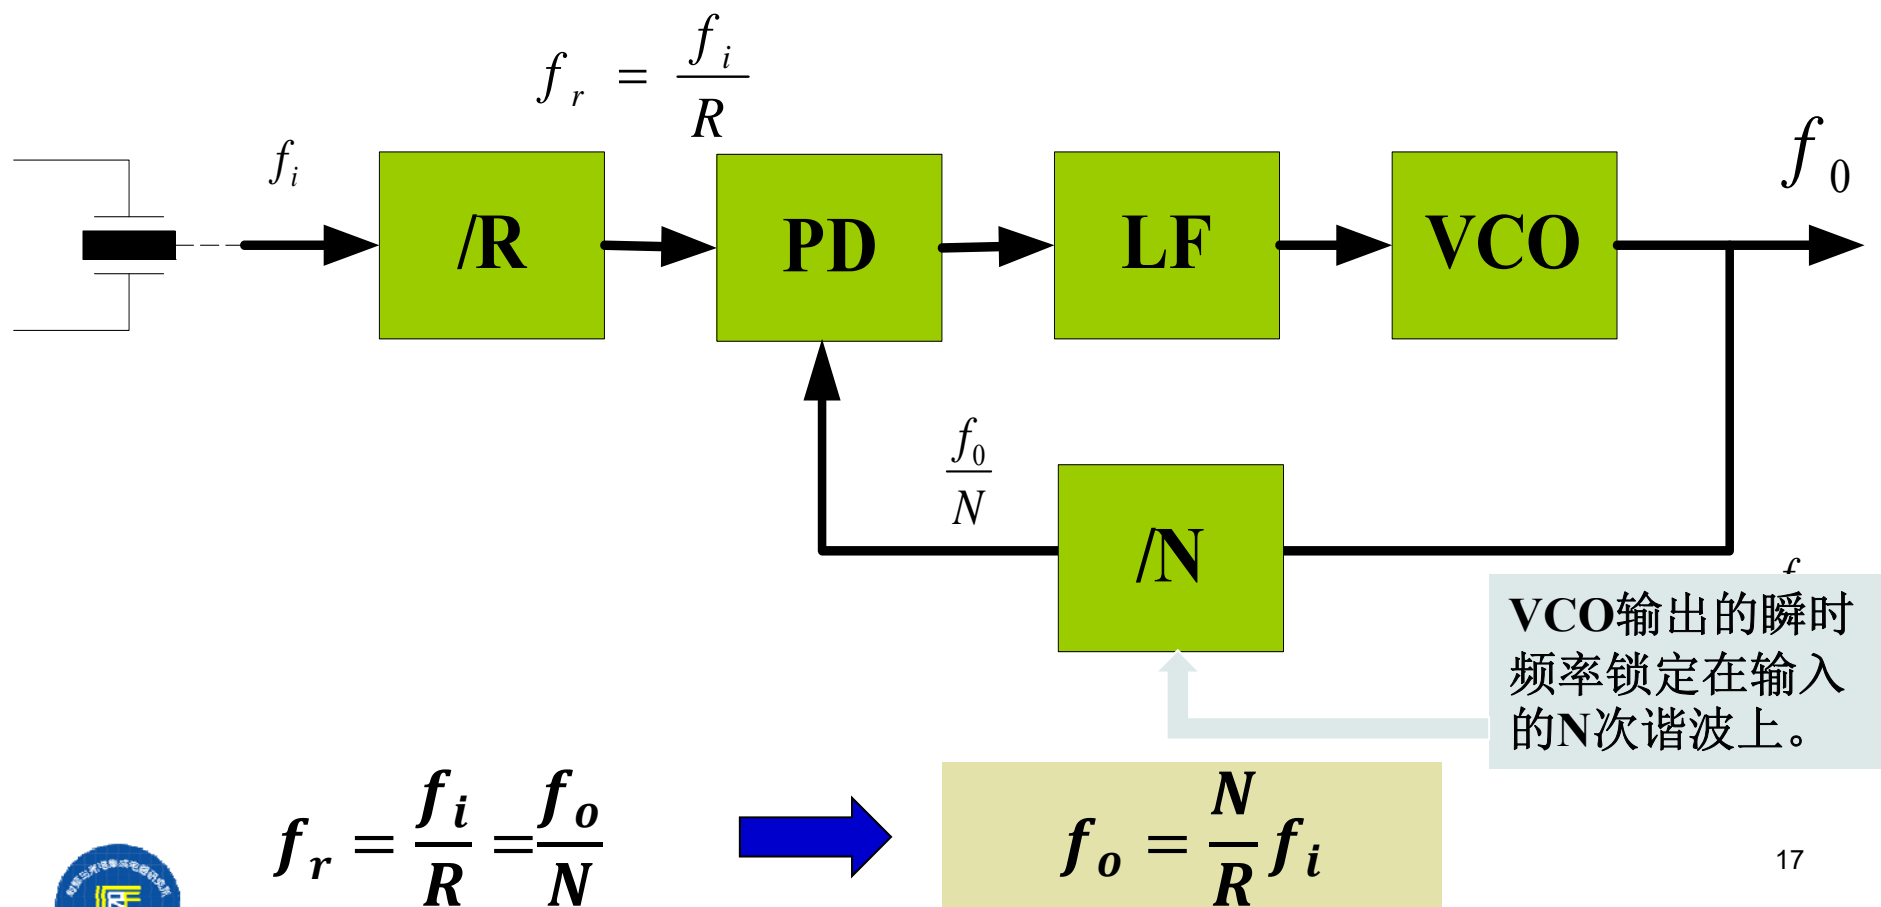 f_r = f_i / R
f_i
f_0
/R
PD
LF
VCO
f_0 / N
/N
VCO输出的瞬时
频率锁定在输入
的N次谐波上。
f_r = f_i / R = f_o / N
f_o = N / R f_i
17